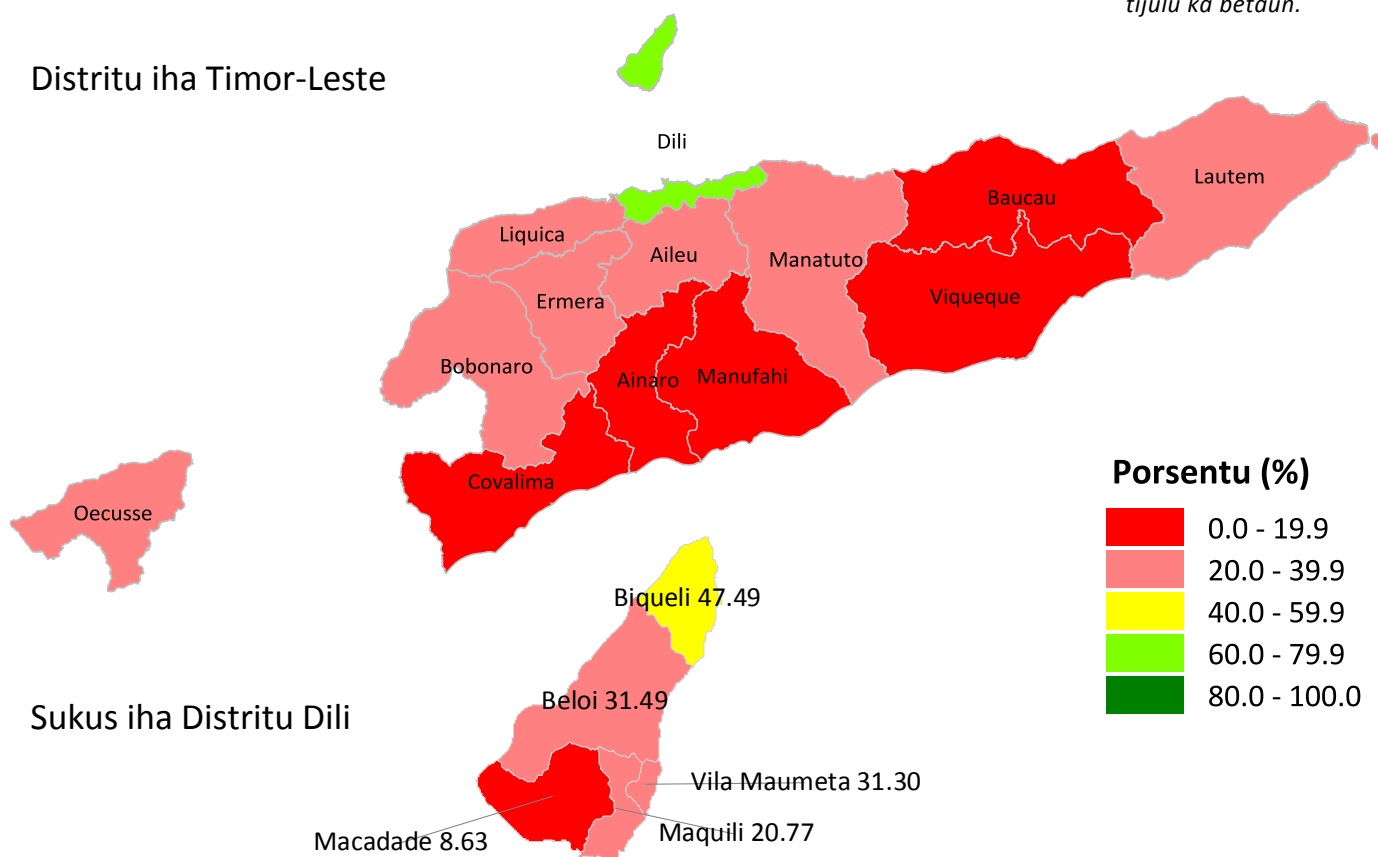 tijulu ka betaun.
Distritu iha Timor-Leste
Dili
Lautem
Baucau
Liquica
Aileu
Manatuto
Viqueque
Ermera
Bobonaro
Ainaro
Manufahi
Covalima
Oecusse
Porsentu (%)
0.0 - 19.9
20.0 - 39.9
40.0 - 59.9
60.0 - 79.9
80.0 - 100.0
Biqueli 47.49
Beloi 31.49
Sukus iha Distritu Dili
Vila Maumeta 31.30
Maquili 20.77
Macadade 8.63